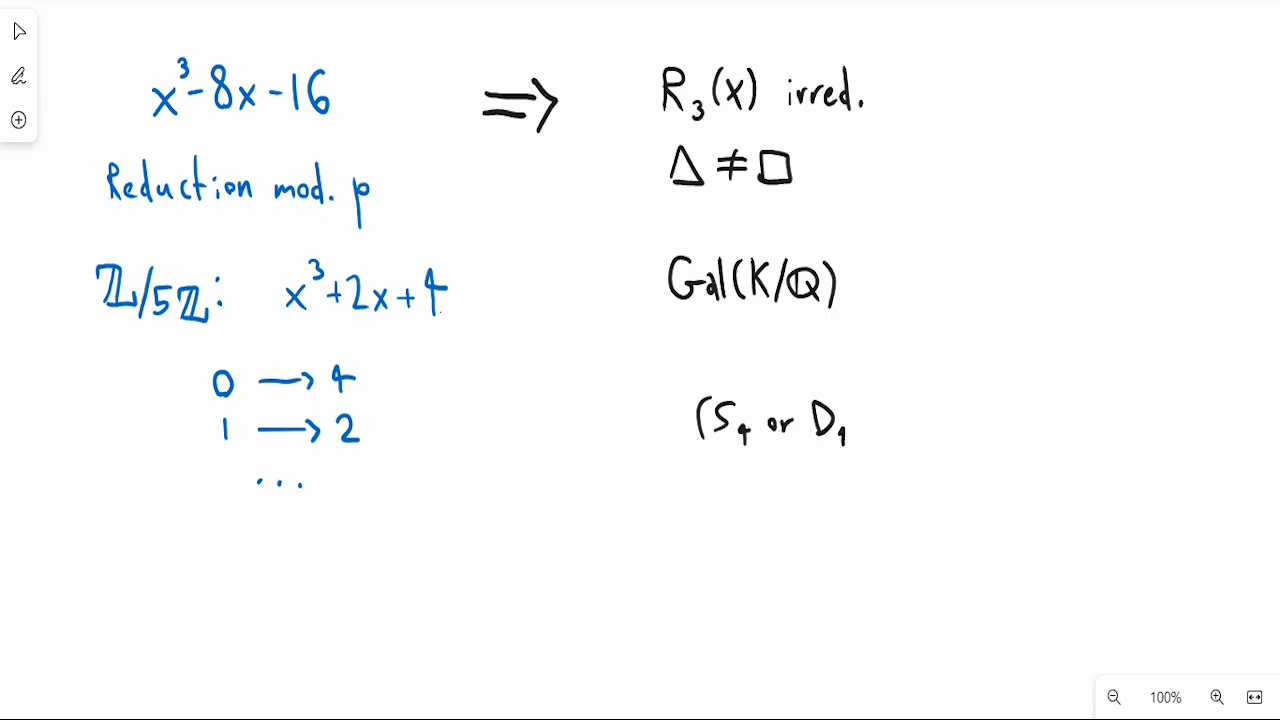 x³-8x-16 ⟹ R₃(x) irred.
Δ ≠ □
Reduction mod. p
ℤ/5ℤ: x³+2x+4
Gal(K/ℚ)
0 → 4
1 → 2
(S₄ or D₄
...
100%